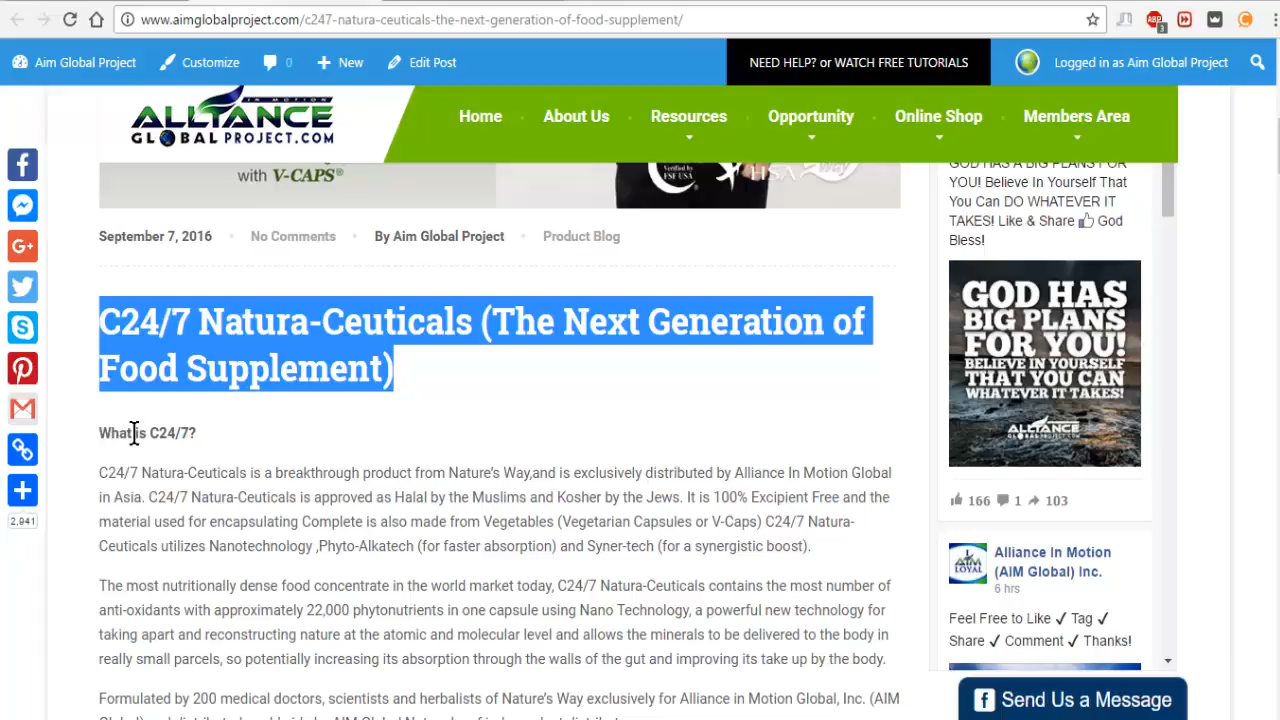 www.aimglobalproject.com/c247-natura-ceuticals-the-next-generation-of-food-supplement/
ABP
3
Aim Global Project
Customize
0
New
Edit Post
NEED HELP? or WATCH FREE TUTORIALS
Logged in as Aim Global Project
IN MOTION
ALLIANCE
GLOBALPROJECT.COM
Home
About Us
Resources
Opportunity
Online Shop
Members Area
with V-CAPS®
September 7, 2016
No Comments
By Aim Global Project
Product Blog
C24/7 Natura-Ceuticals (The Next Generation of
Food Supplement)
What is C24/7?
C24/7 Natura-Ceuticals is a breakthrough product from Nature's Way,and is exclusively distributed by Alliance In Motion Global
in Asia. C24/7 Natura-Ceuticals is approved as Halal by the Muslims and Kosher by the Jews. It is 100% Excipient Free and the
material used for encapsulating Complete is also made from Vegetables (Vegetarian Capsules or V-Caps) C24/7 Natura-
Ceuticals utilizes Nanotechnology ,Phyto-Alkatech (for faster absorption) and Syner-tech (for a synergistic boost).
The most nutritionally dense food concentrate in the world market today, C24/7 Natura-Ceuticals contains the most number of
anti-oxidants with approximately 22,000 phytonutrients in one capsule using Nano Technology, a powerful new technology for
taking apart and reconstructing nature at the atomic and molecular level and allows the minerals to be delivered to the body in
really small parcels, so potentially increasing its absorption through the walls of the gut and improving its take up by the body.
Formulated by 200 medical doctors, scientists and herbalists of Nature's Way exclusively for Alliance in Motion Global, Inc. (AIM
2,941
GOD HAS A BIG PLANS FOR
YOU! Believe In Yourself That
You Can DO WHATEVER IT
TAKES! Like & Share 👍 God
Bless!
GOD HAS
BIG PLANS
FOR YOU!
BELIEVE IN YOURSELF
THAT YOU CAN
WHATEVER IT TAKES!
ALLIANCE
166
1
103
Alliance In Motion
(AIM Global) Inc.
6 hrs
Feel Free to Like ✓ Tag ✓
Share ✓ Comment ✓ Thanks!
Send Us a Message